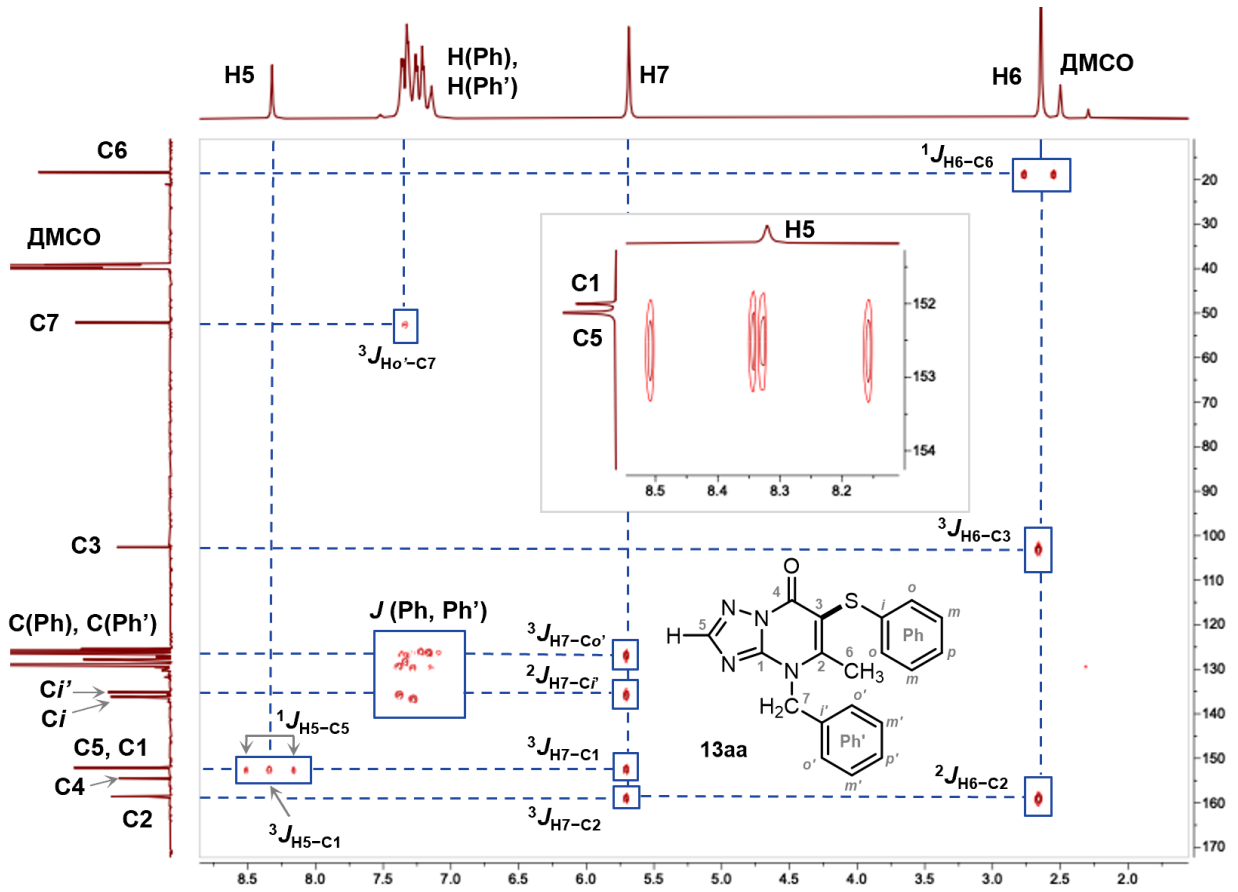 H5
H(Ph),
H(Ph')
H7
H6
ДМСО
C6
ДМСО
C7
C3
C(Ph), C(Ph')
Ci'
Ci
C5, C1
C4
C2
¹J H6–C6
³J Ho'–C7
³J H6–C3
J (Ph, Ph')
³J H7–Co'
²J H7–Ci'
¹J H5–C5
³J H7–C1
³J H5–C1
³J H7–C2
²J H6–C2
H5
C1
C5
152
153
154
8.5 8.4 8.3 8.2
O
4
3
S
i
o
m
Ph
p
o
m
N
N
5
H
N
1
N
2
6
CH₃
7
H₂C
i'
o'
m'
Ph'
p'
o'
m'
13aa
20
30
40
50
60
70
80
90
100
110
120
130
140
150
160
170
8.5 8.0 7.5 7.0 6.5 6.0 5.5 5.0 4.5 4.0 3.5 3.0 2.5 2.0